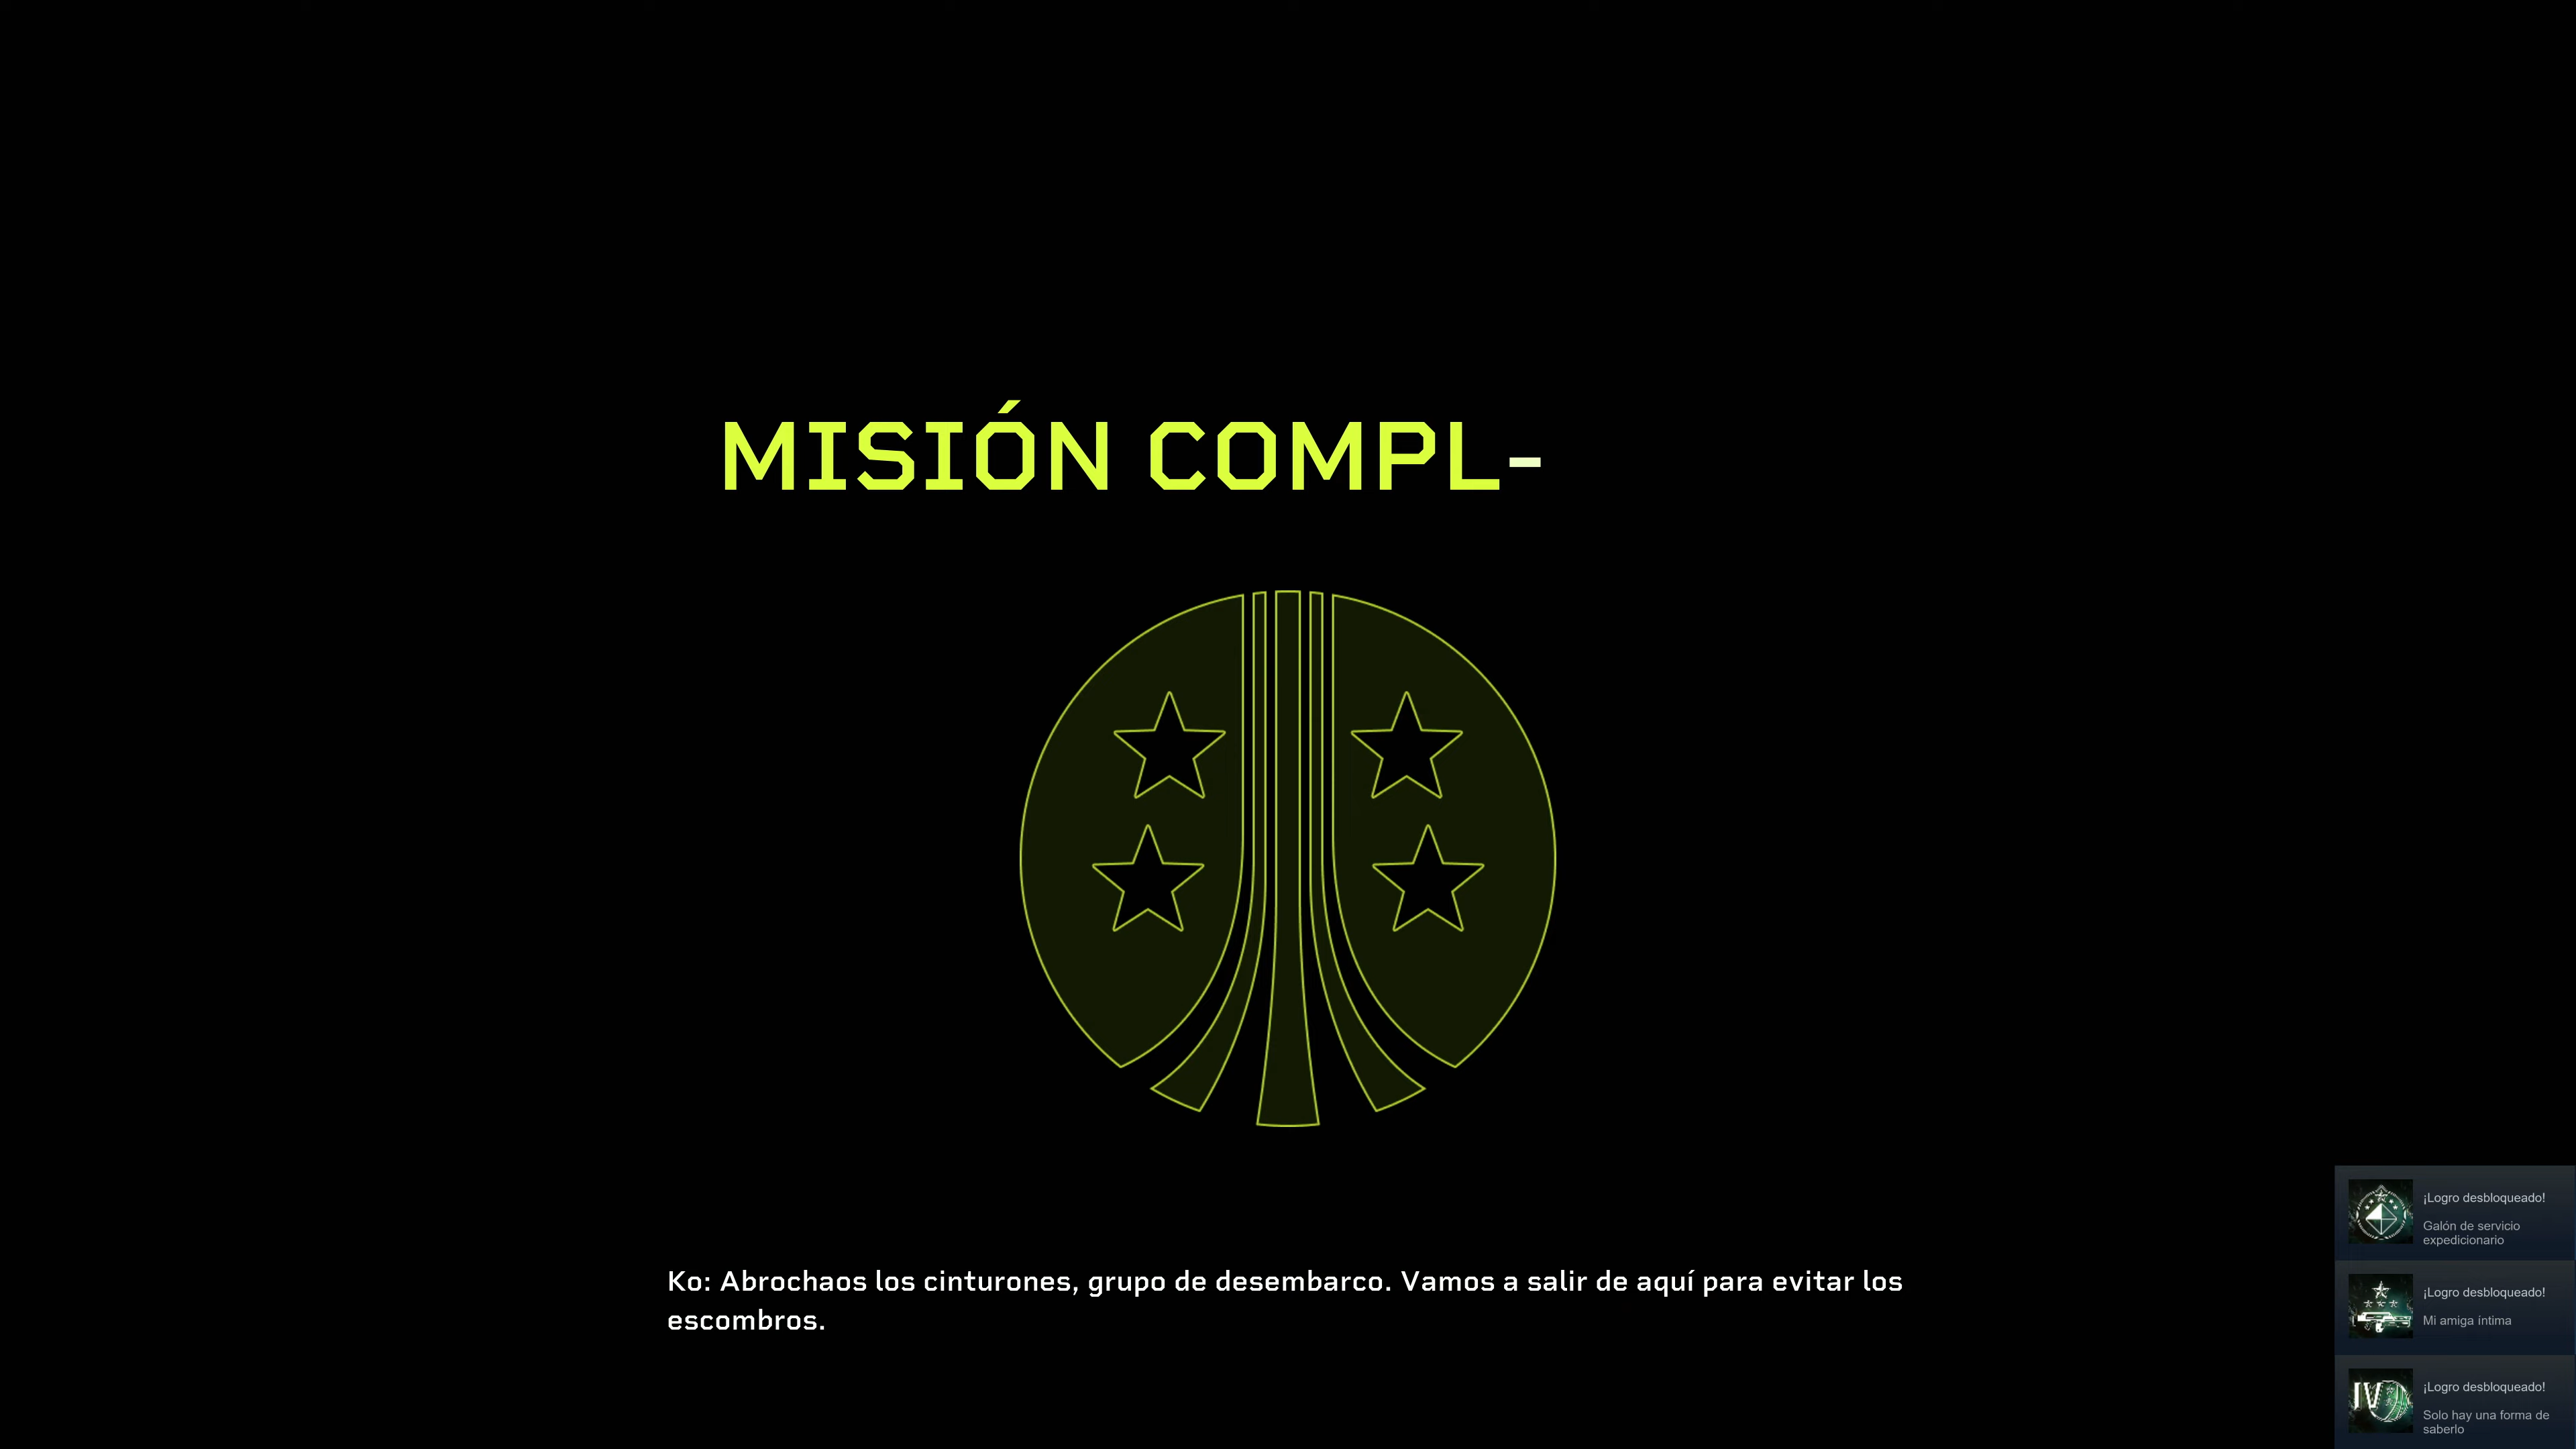 MISIÓN COMPL-
Ko: Abrochaos los cinturones, grupo de desembarco. Vamos a salir de aquí para evitar los
escombros.
¡Logro desbloqueado!
Galón de servicio
expedicionario
¡Logro desbloqueado!
Mi amiga íntima
IV
¡Logro desbloqueado!
Solo hay una forma de
saberlo